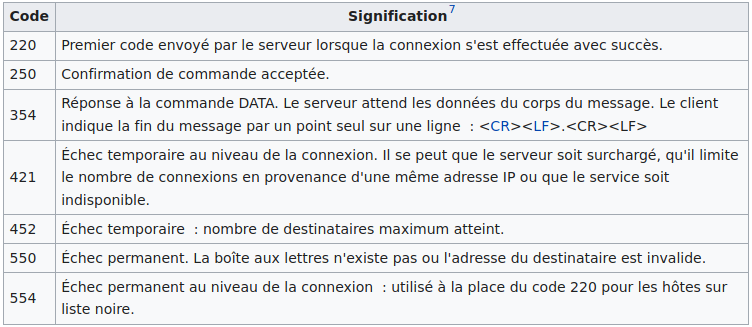 Code Signification7
220 Premier code envoyé par le serveur lorsque la connexion s'est effectuée avec succès.
250 Confirmation de commande acceptée.
354 Réponse à la commande DATA. Le serveur attend les données du corps du message. Le client
indique la fin du message par un point seul sur une ligne : <CR><LF>.<CR><LF>
421 Échec temporaire au niveau de la connexion. Il se peut que le serveur soit surchargé, qu'il limite
le nombre de connexions en provenance d'une même adresse IP ou que le service soit
indisponible.
452 Échec temporaire : nombre de destinataires maximum atteint.
550 Échec permanent. La boîte aux lettres n'existe pas ou l'adresse du destinataire est invalide.
554 Échec permanent au niveau de la connexion : utilisé à la place du code 220 pour les hôtes sur
liste noire.